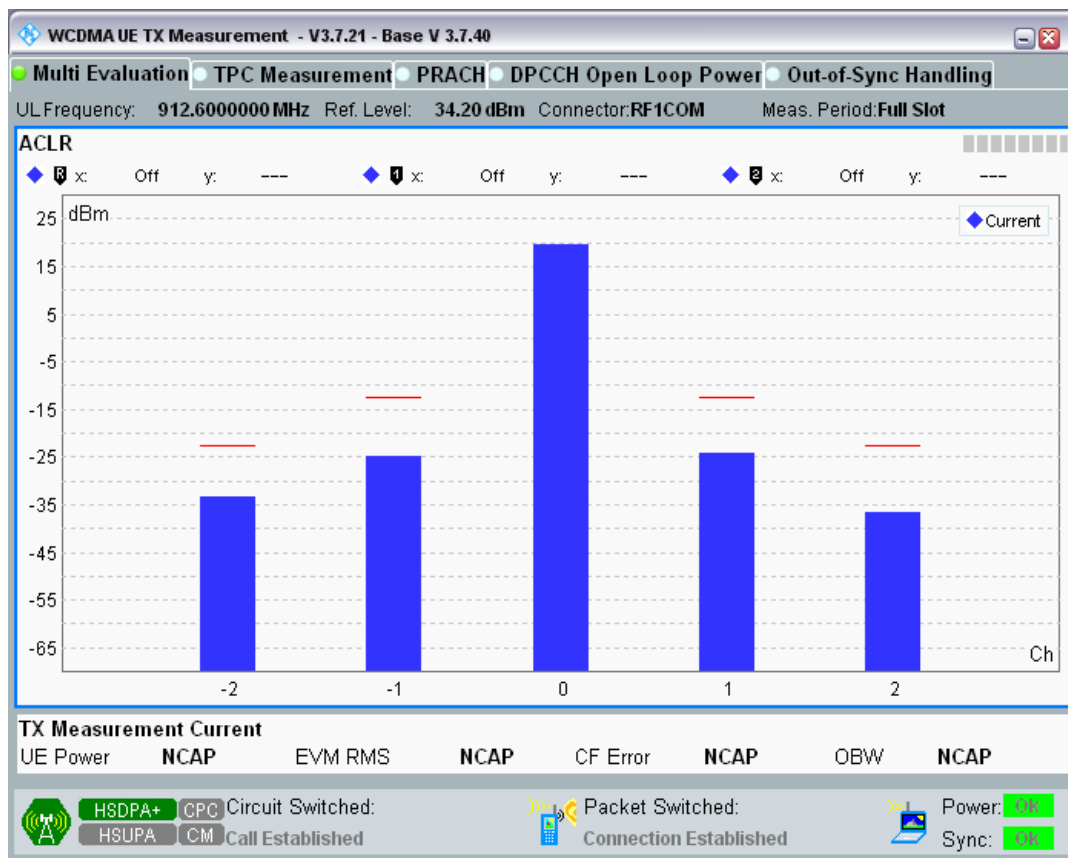 WCDMA UE TX Measurement - V3.7.21 - Base V 3.7.40
Multi Evaluation TPC Measurement PRACH DPCCH Open Loop Power Out-of-Sync Handling
UL Frequency: 912.6000000 MHz Ref. Level: 34.20 dBm Connector:RF1COM Meas. Period:Full Slot
ACLR
R x: Off y: --- 1 x: Off y: --- 2 x: Off y: ---
dBm
Current
25
15
5
-5
-15
-25
-35
-45
-55
-65
Ch
-2 -1 0 1 2
TX Measurement Current
UE Power NCAP EVM RMS NCAP CF Error NCAP OBW NCAP
HSDPA+ CPC Circuit Switched: Packet Switched: Power: OK
HSUPA CM Call Established Connection Established Sync: OK